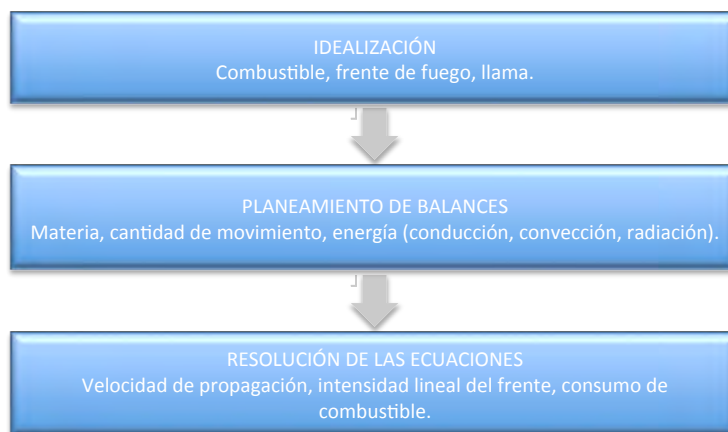 IDEALIZACIÓN
Combustible, frente de fuego, llama.
PLANEAMIENTO DE BALANCES
Materia, cantidad de movimiento, energía (conducción, convección, radiación).
RESOLUCIÓN DE LAS ECUACIONES
Velocidad de propagación, intensidad lineal del frente, consumo de
combustible.